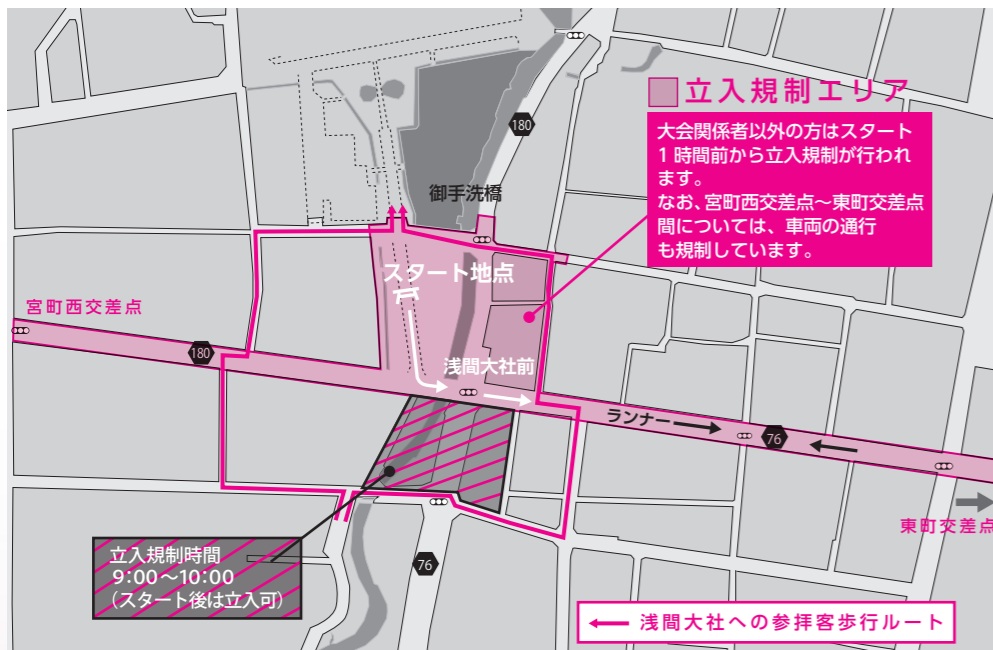 立入規制エリア
大会関係者以外の方はスタート
1時間前から立入規制が行われ
ます。
なお、宮町西交差点～東町交差点
間については、車両の通行
も規制しています。
180
御手洗橋
スタート地点
宮町西交差点
180
浅間大社前
ランナー
76
東町交差点
立入規制時間
9:00～10:00
(スタート後は立入可)
76
浅間大社への参拝客歩行ルート